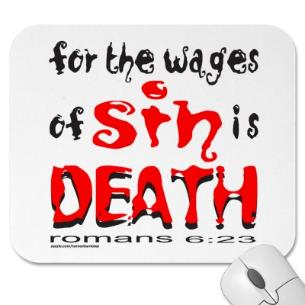 for the wages
of sin is
DEATH
romans 6:23